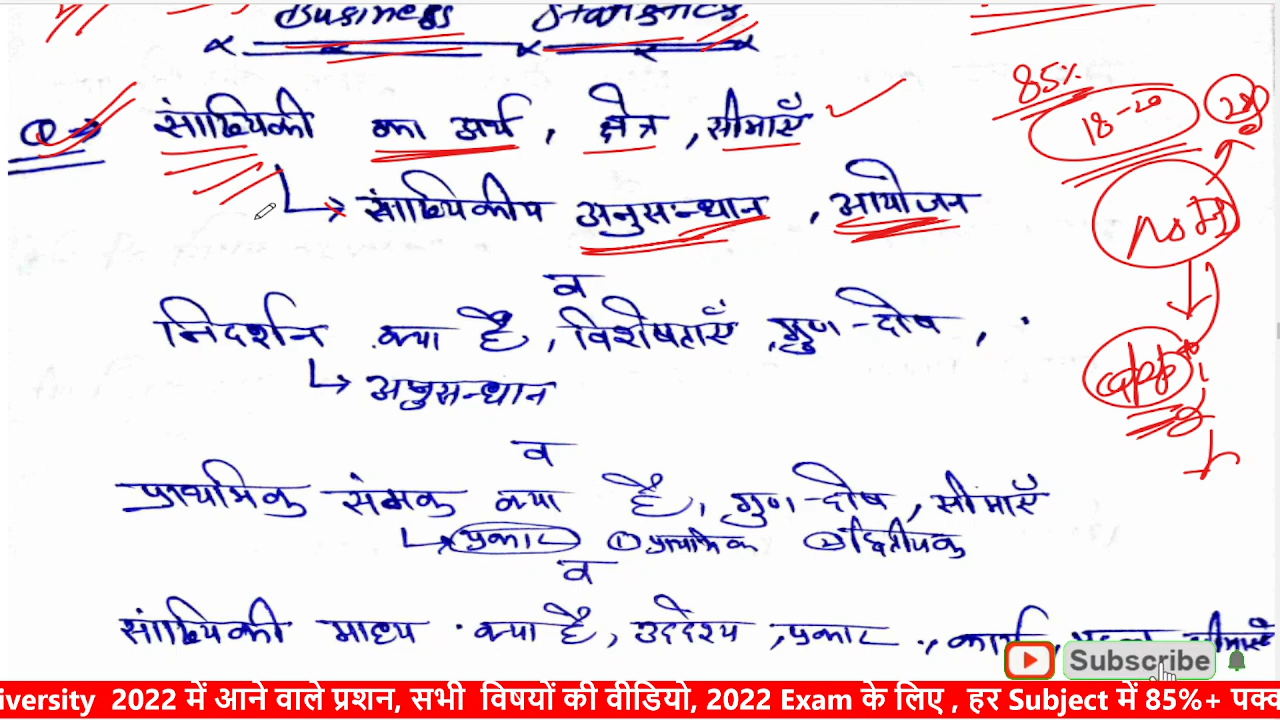 Business Statistics
85%
Q → सांख्यिकी का अर्थ, क्षेत्र, सीमाएँ
18-20
↳ सांख्यिकीय अनुसन्धान, आयोजन
व
निदर्शन क्या है, विशेषताएँ, गुण-दोष,
↳ अनुसन्धान
व
प्राथमिक संमक क्या है, गुण-दोष, सीमाएँ
↳ प्रकार ① प्राथमिक ② द्वितीयक
व
सांख्यिकी माध्य क्या है, उद्देश्य, प्रकार, कार्य, सीमाएँ
Subscribe
iversity 2022 में आने वाले प्रशन, सभी विषयों की वीडियो, 2022 Exam के लिए , हर Subject में 85%+ पक्